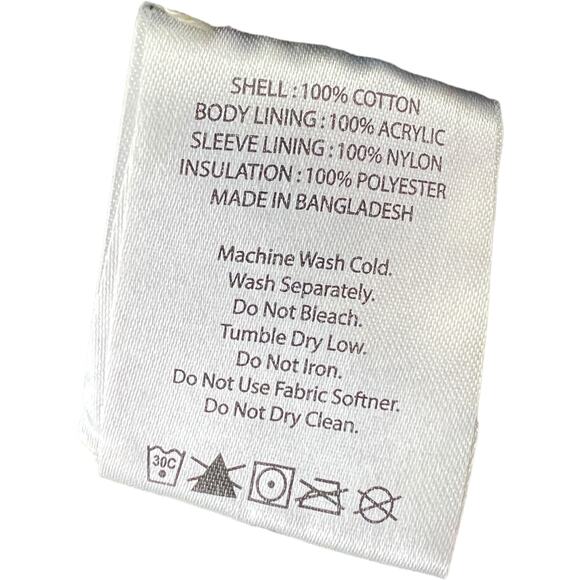 SHELL : 100% COTTON
BODY LINING : 100% ACRYLIC
SLEEVE LINING : 100% NYLON
INSULATION : 100% POLYESTER
MADE IN BANGLADESH
Machine Wash Cold.
Wash Separately.
Do Not Bleach.
Tumble Dry Low.
Do Not Iron.
Do Not Use Fabric Softner.
Do Not Dry Clean.
30C